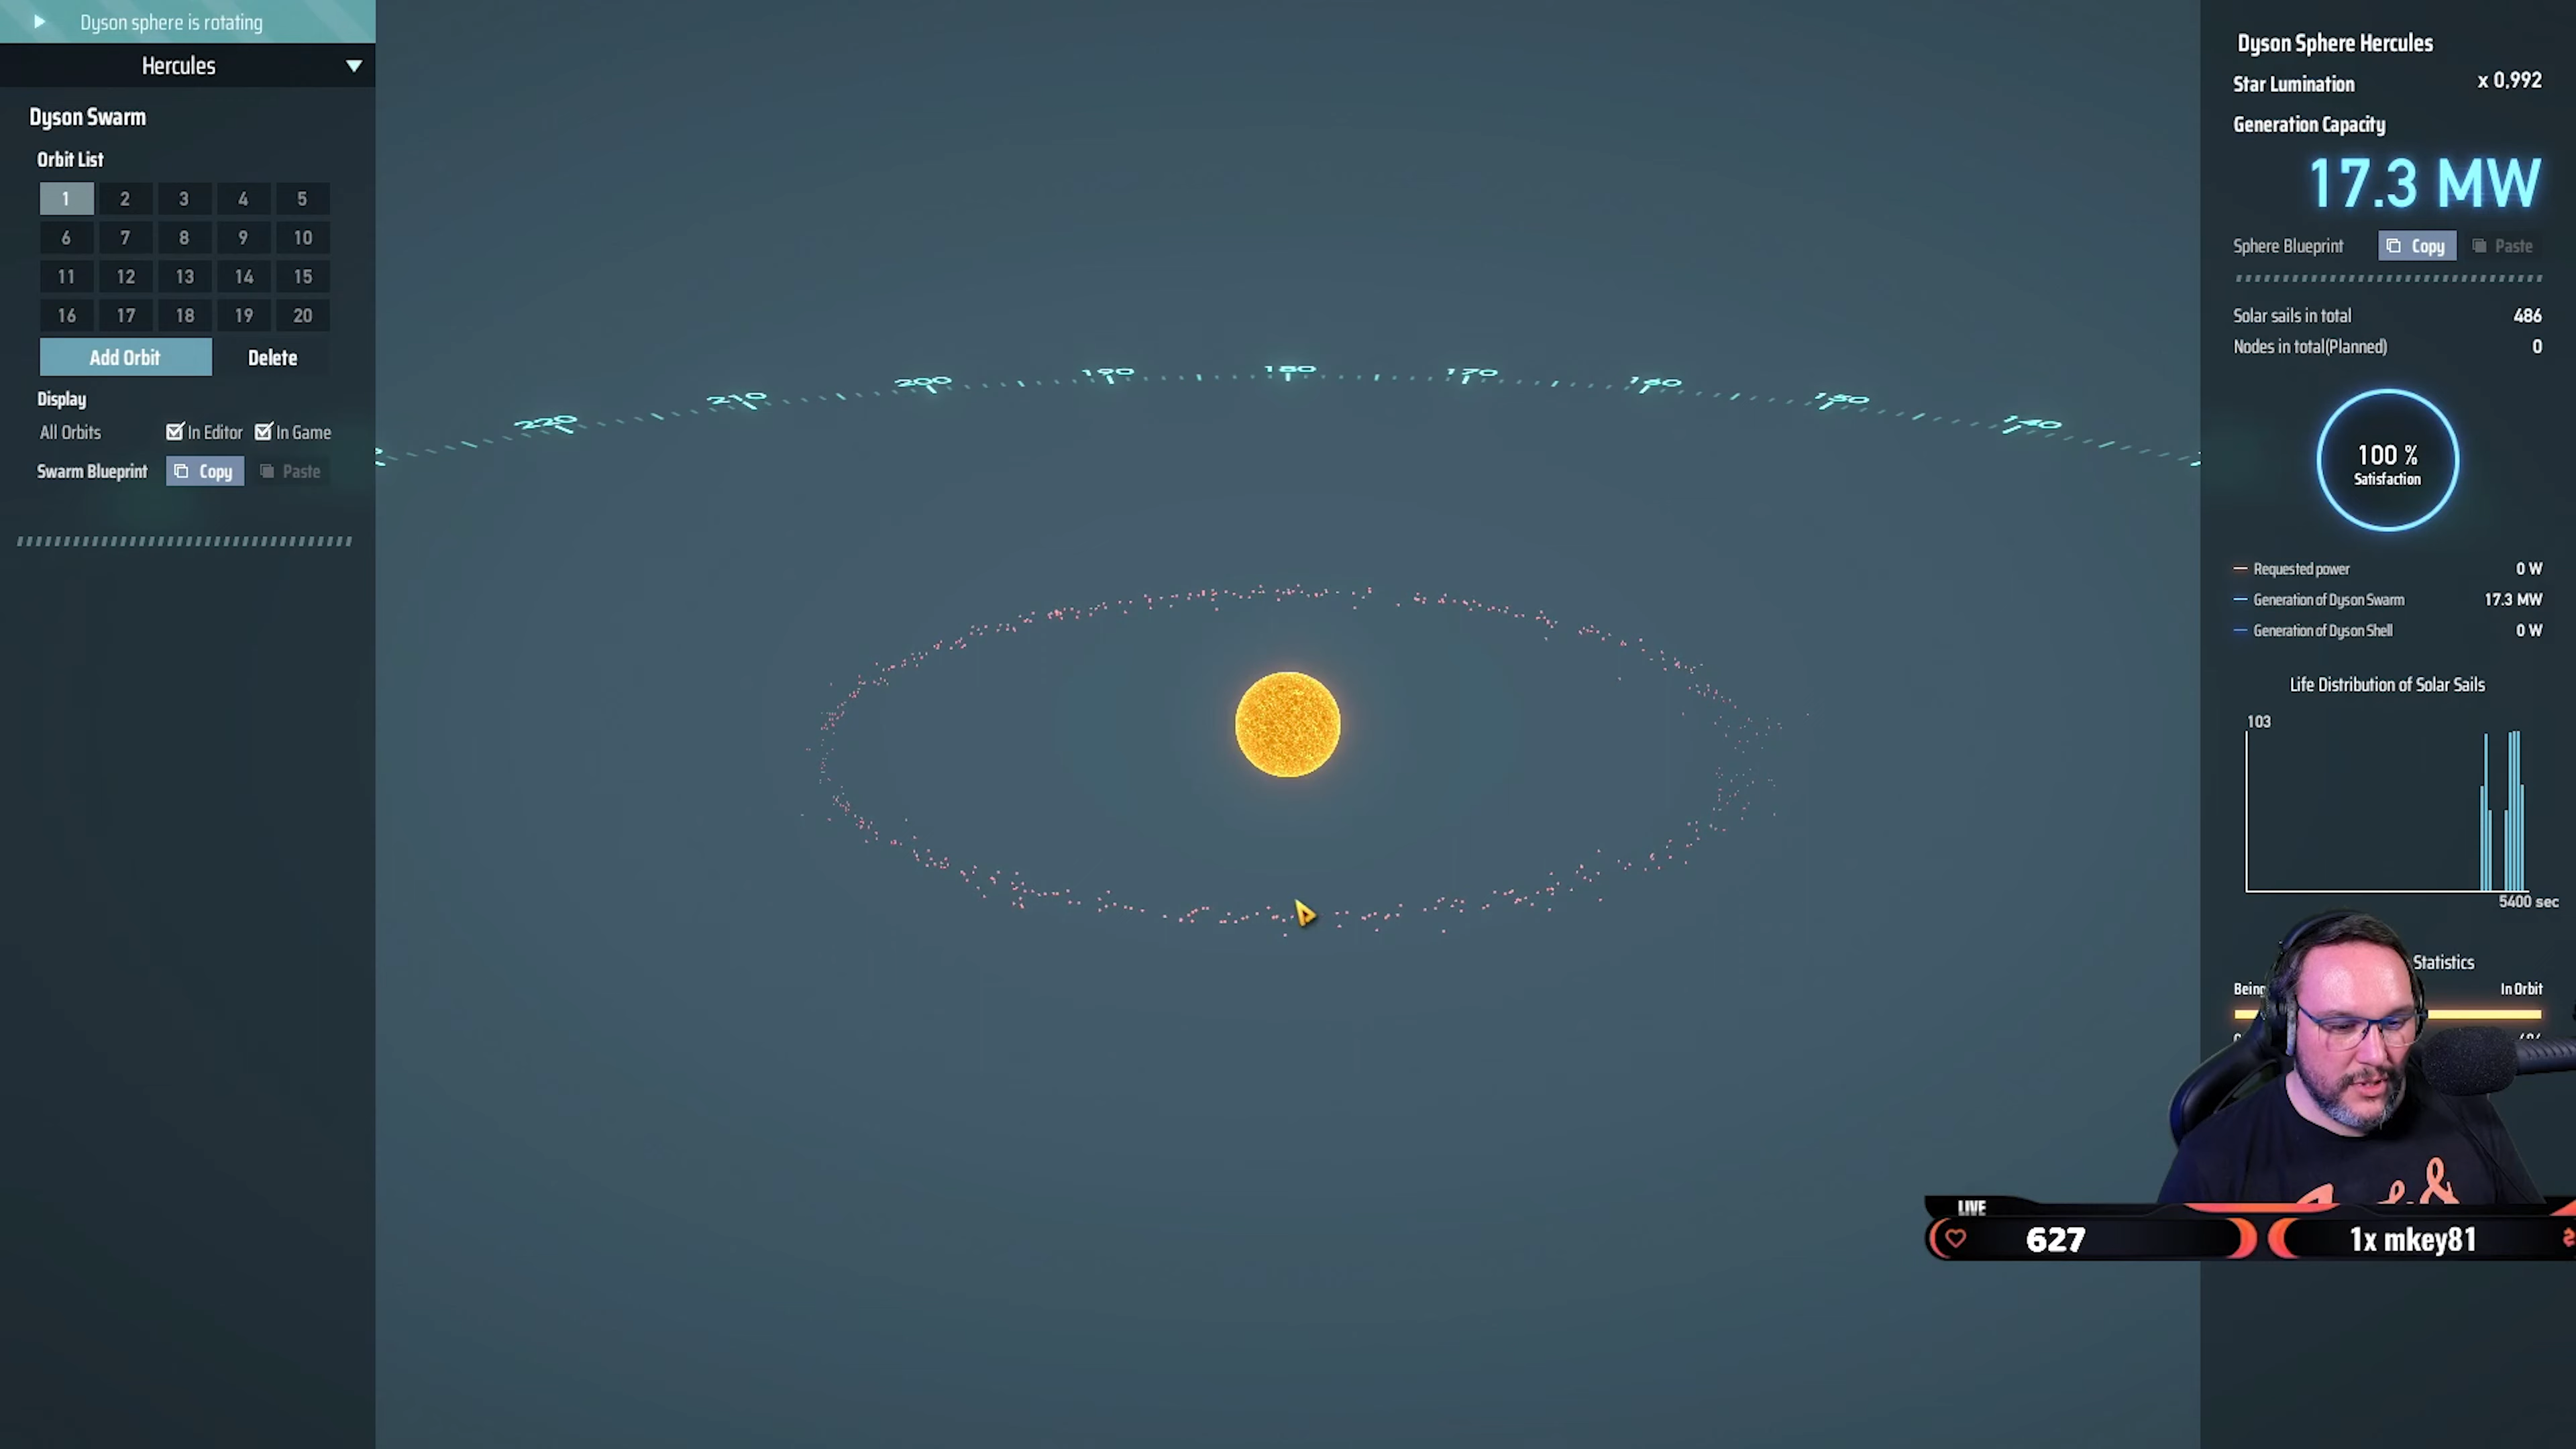 Dyson sphere is rotating
Hercules
Dyson Swarm
Orbit List
1 2 3 4 5
6 7 8 9 10
11 12 13 14 15
16 17 18 19 20
Add Orbit Delete
Display
All Orbits In Editor In Game
Swarm Blueprint Copy Paste
220 210 200 190 180 170 160 150 140
Dyson Sphere Hercules
Star Lumination x 0,992
Generation Capacity
17.3 MW
Sphere Blueprint Copy Paste
Solar sails in total 486
Nodes in total(Planned) 0
100 %
Satisfaction
Requested power 0 W
Generation of Dyson Swarm 17.3 MW
Generation of Dyson Shell 0 W
Life Distribution of Solar Sails
103
5400 sec
Statistics
In Orbit
LIVE
627 1x mkey81